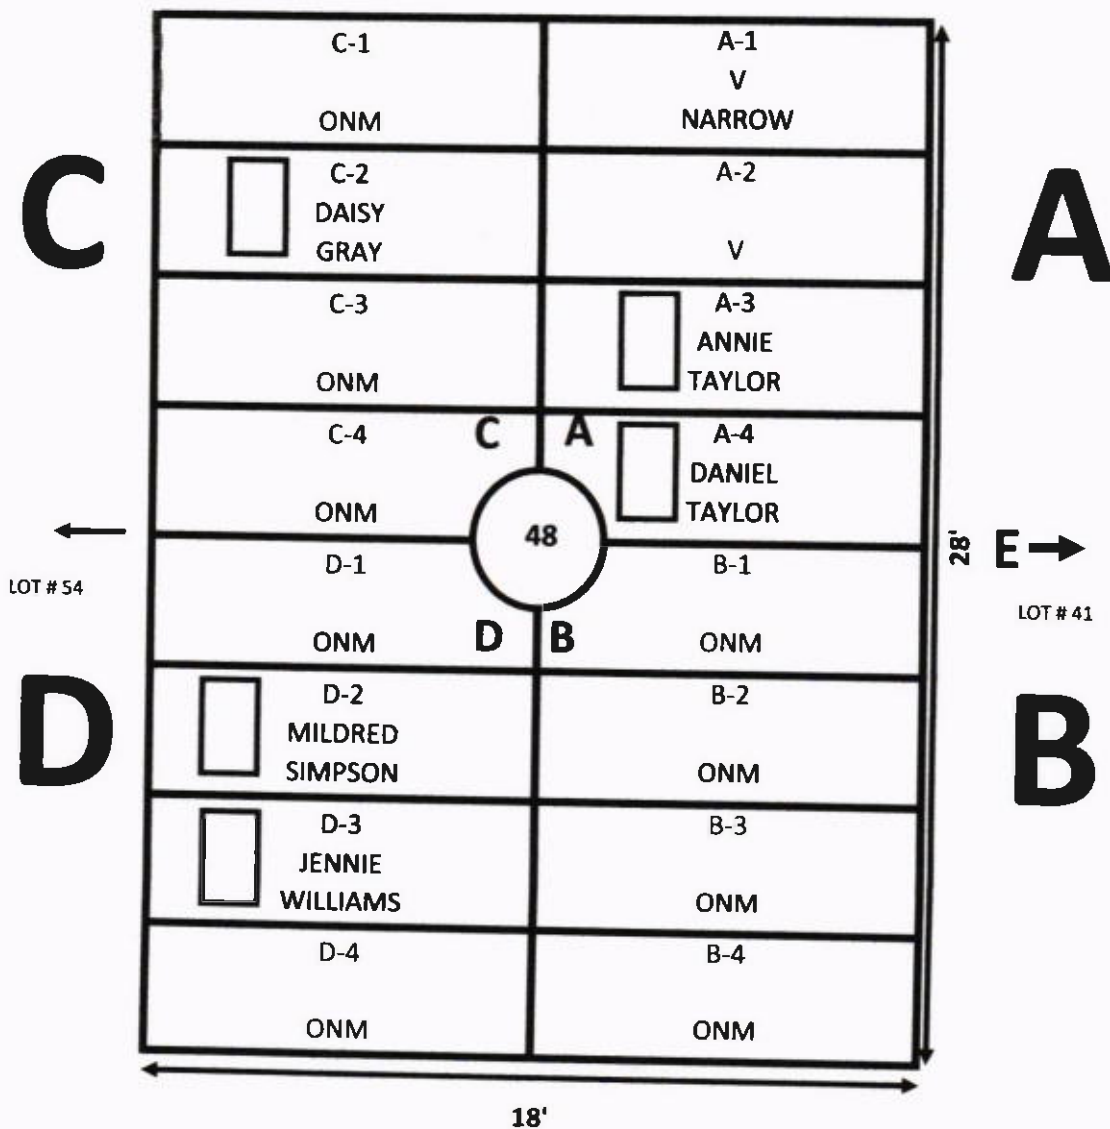 C-1
ONM
A-1
V
NARROW
C
C-2
DAISY
GRAY
A-2
V
A
C-3
ONM
A-3
ANNIE
TAYLOR
C-4
ONM
C
A
A-4
DANIEL
TAYLOR
48
LOT # 54
D-1
ONM
D
B
B-1
ONM
28'
E
LOT # 41
D
D-2
MILDRED
SIMPSON
B-2
ONM
B
D-3
JENNIE
WILLIAMS
B-3
ONM
D-4
ONM
B-4
ONM
18'